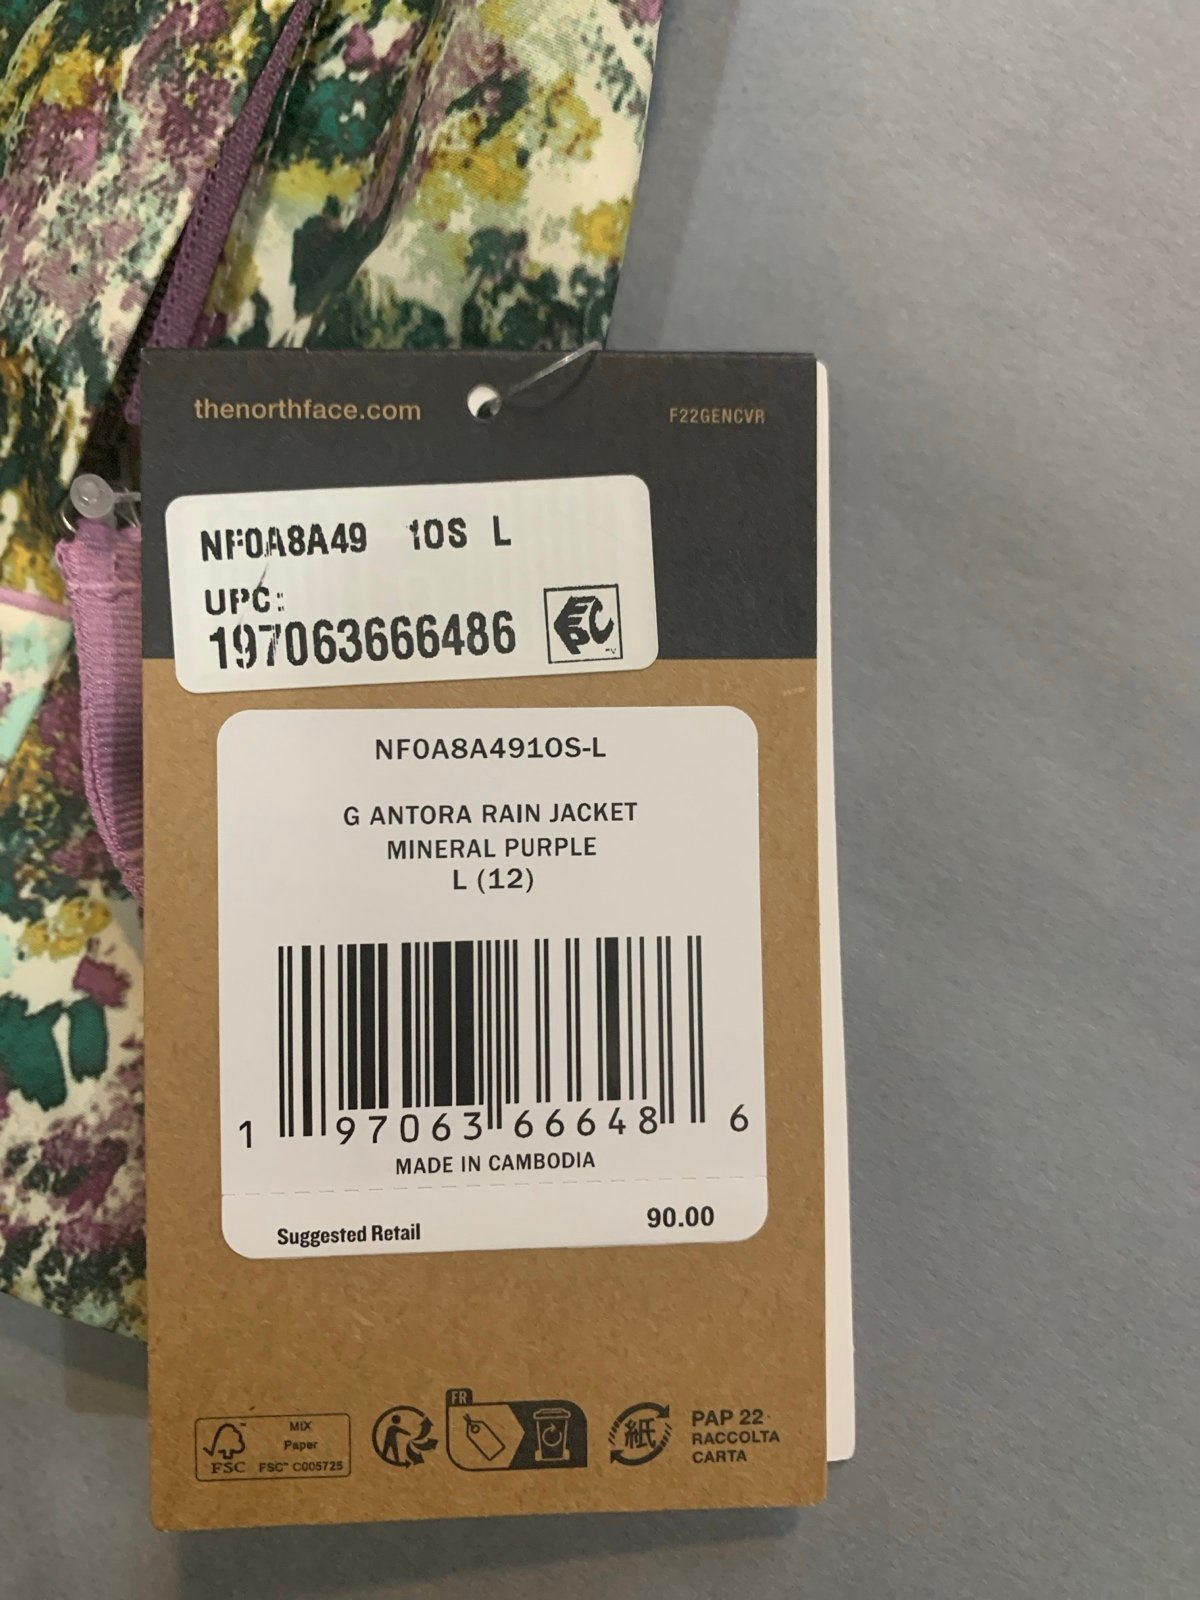 thenorthface.com
F22GENCVR
NF0A8A49 10S L
UPC:
197063666486
EPC
NF0A8A4910S-L
G ANTORA RAIN JACKET
MINERAL PURPLE
L (12)
1 97063 66648 6
MADE IN CAMBODIA
Suggested Retail 90.00
FR
MIX
Paper
FSC
FSC™ C005725
紙
PAP 22
RACCOLTA
CARTA